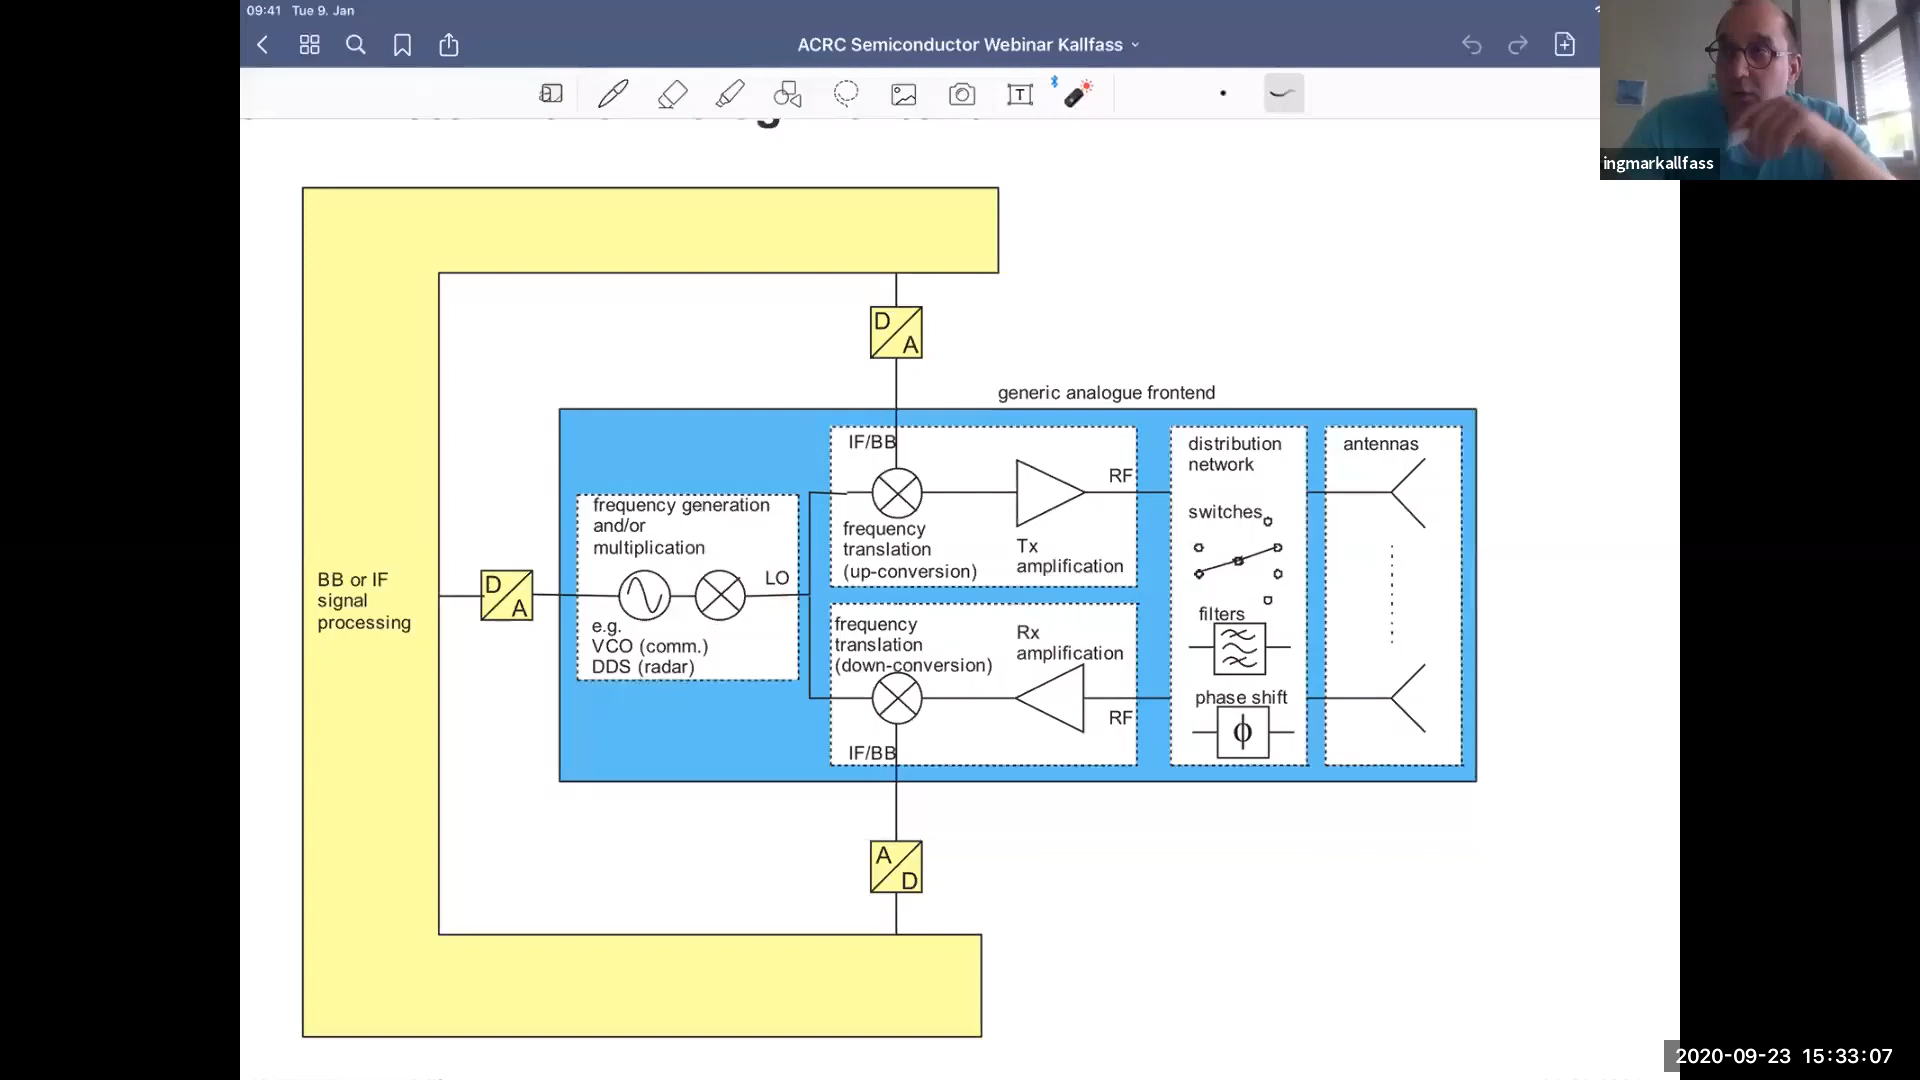 09:41 Tue 9. Jan
ACRC Semiconductor Webinar Kallfass
T
ingmarkallfass
D
A
generic analogue frontend
IF/BB
RF
distribution
network
antennas
frequency generation
and/or
multiplication
LO
frequency
translation
(up-conversion)
Tx
amplification
switches
BB or IF
signal
processing
D
A
e.g.
VCO (comm.)
DDS (radar)
frequency
translation
(down-conversion)
Rx
amplification
filters
phase shift
ϕ
RF
IF/BB
A
D
2020-09-23 15:33:07